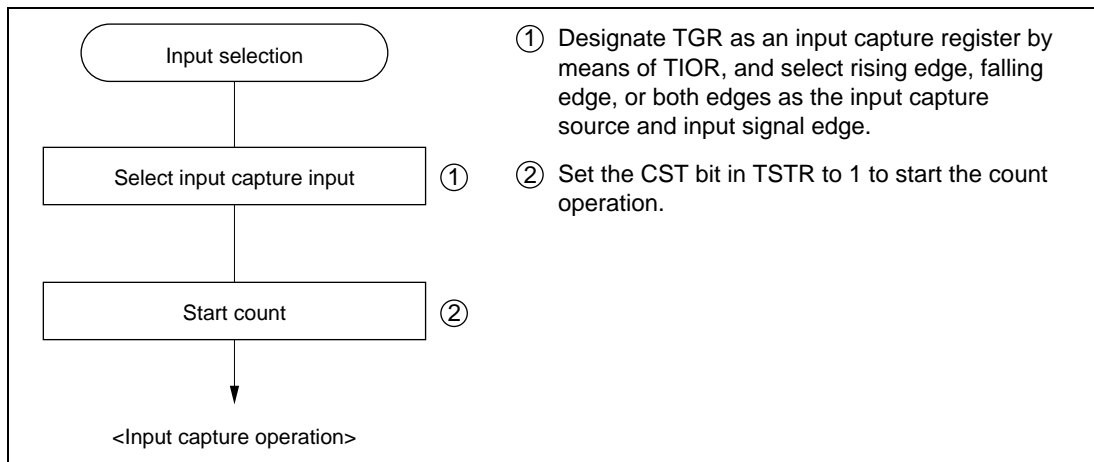 Input selection
Select input capture input
①
Start count
②
<Input capture operation>
① Designate TGR as an input capture register by
means of TIOR, and select rising edge, falling
edge, or both edges as the input capture
source and input signal edge.
② Set the CST bit in TSTR to 1 to start the count
operation.